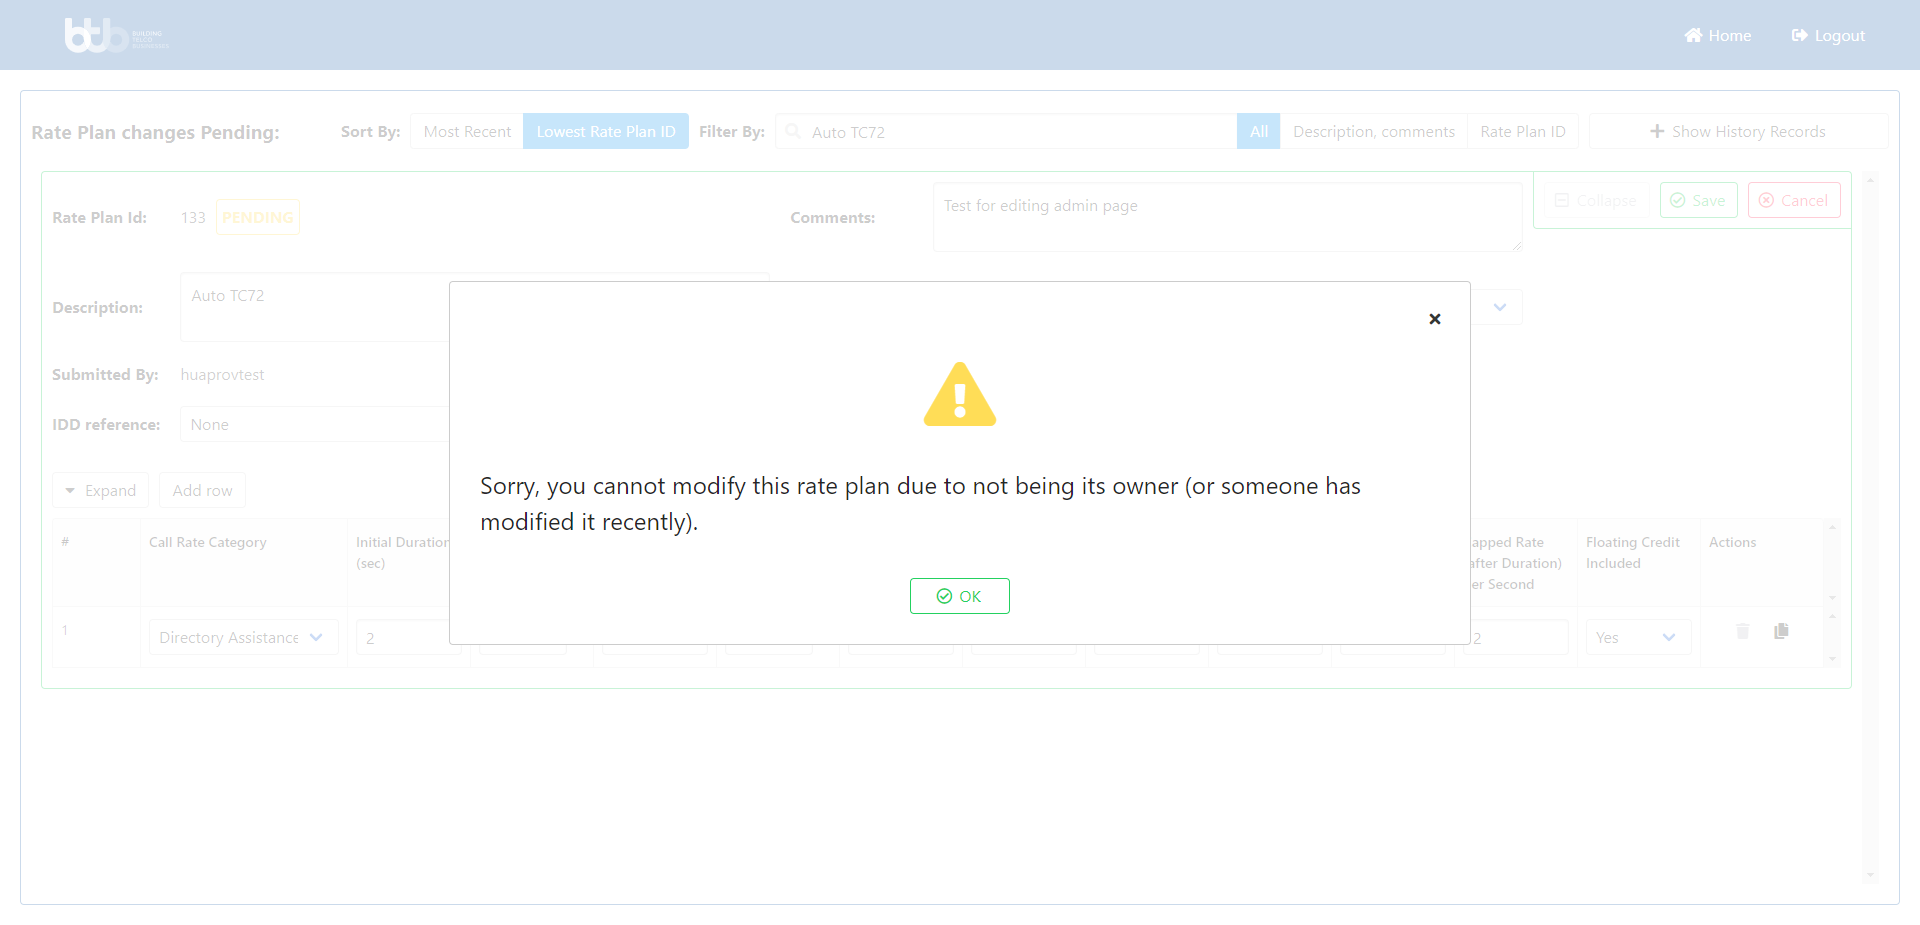 btb BUILDING TELCO BUSINESSES
Home
Logout
Rate Plan changes Pending:
Sort By:
Most Recent
Lowest Rate Plan ID
Filter By:
Auto TC72
All
Description, comments
Rate Plan ID
Show History Records
Rate Plan Id:
133
PENDING
Comments:
Test for editing admin page
Collapse
Save
Cancel
Description:
Auto TC72
Submitted By:
huaprovtest
IDD reference:
None
Sorry, you cannot modify this rate plan due to not being its owner (or someone has
modified it recently).
OK
Expand
Add row
#
Call Rate Category
Initial Duration
(sec)
apped Rate
after Duration)
er Second
Floating Credit
Included
Actions
1
Directory Assistance
2
2
Yes